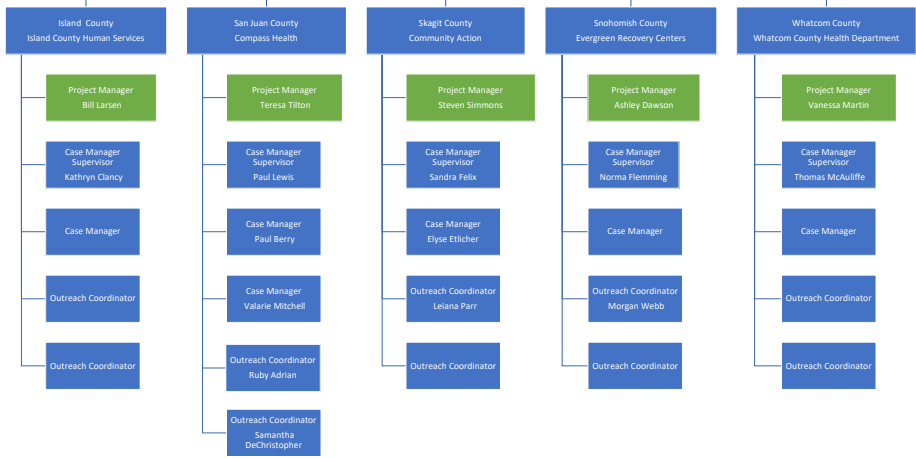 Island County
Island County Human Services
Project Manager
Bill Larsen
Case Manager
Supervisor
Kathryn Clancy
Case Manager
Outreach Coordinator
Outreach Coordinator
San Juan County
Compass Health
Project Manager
Teresa Tilton
Case Manager
Supervisor
Paul Lewis
Case Manager
Paul Berry
Case Manager
Valarie Mitchell
Outreach Coordinator
Ruby Adrian
Outreach Coordinator
Samantha
DeChristopher
Skagit County
Community Action
Project Manager
Steven Simmons
Case Manager
Supervisor
Sandra Felix
Case Manager
Elyse Etlicher
Outreach Coordinator
Leiana Parr
Outreach Coordinator
Snohomish County
Evergreen Recovery Centers
Project Manager
Ashley Dawson
Case Manager
Supervisor
Norma Flemming
Case Manager
Outreach Coordinator
Morgan Webb
Outreach Coordinator
Whatcom County
Whatcom County Health Department
Project Manager
Vanessa Martin
Case Manager
Supervisor
Thomas McAuliffe
Case Manager
Outreach Coordinator
Outreach Coordinator